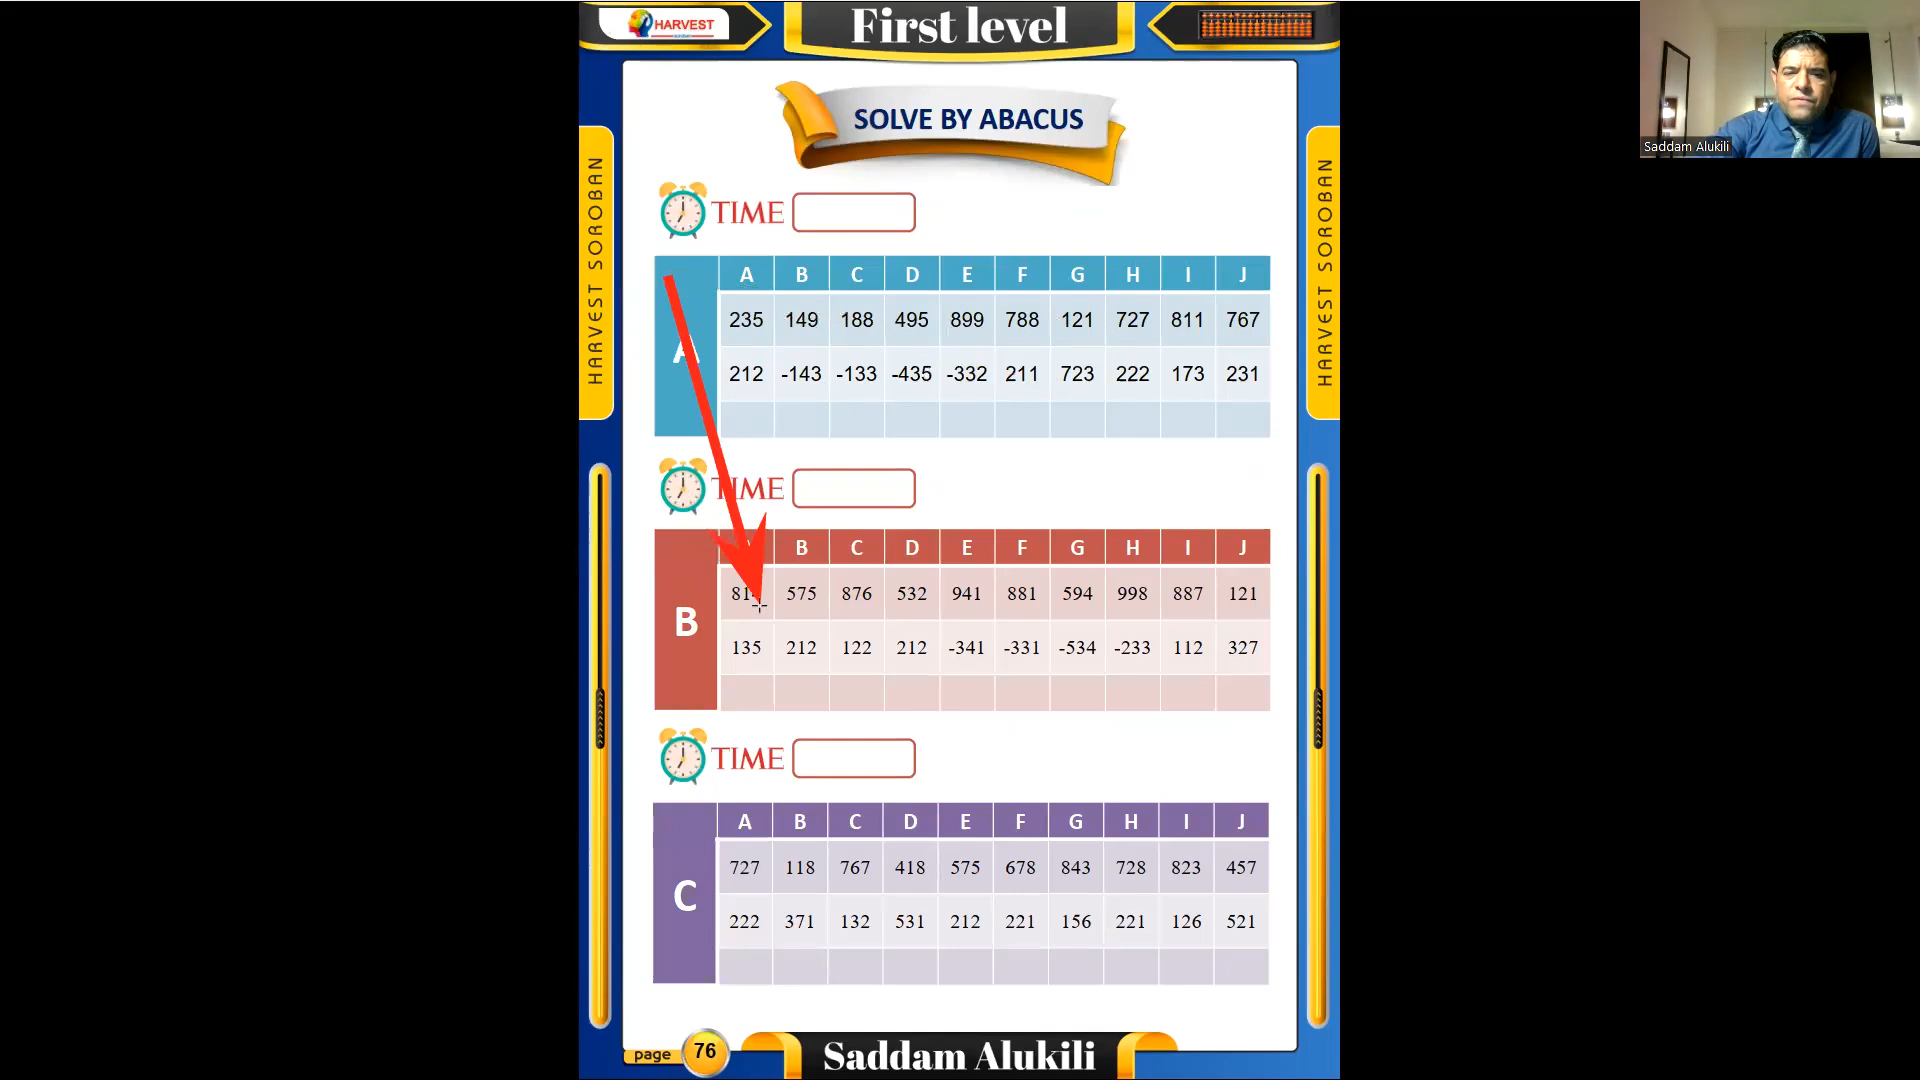 HARVEST
First level
SOLVE BY ABACUS
Saddam Alukili
HARVEST SOROBAN
HARVEST SOROBAN
TIME
A B C D E F G H I J
A
235 149 188 495 899 788 121 727 811 767
212 -143 -133 -435 -332 211 723 222 173 231
TIME
B C D E F G H I J
B
575 876 532 941 881 594 998 887 121
135 212 122 212 -341 -331 -534 -233 112 327
TIME
A B C D E F G H I J
C
727 118 767 418 575 678 843 728 823 457
222 371 132 531 212 221 156 221 126 521
page 76
Saddam Alukili